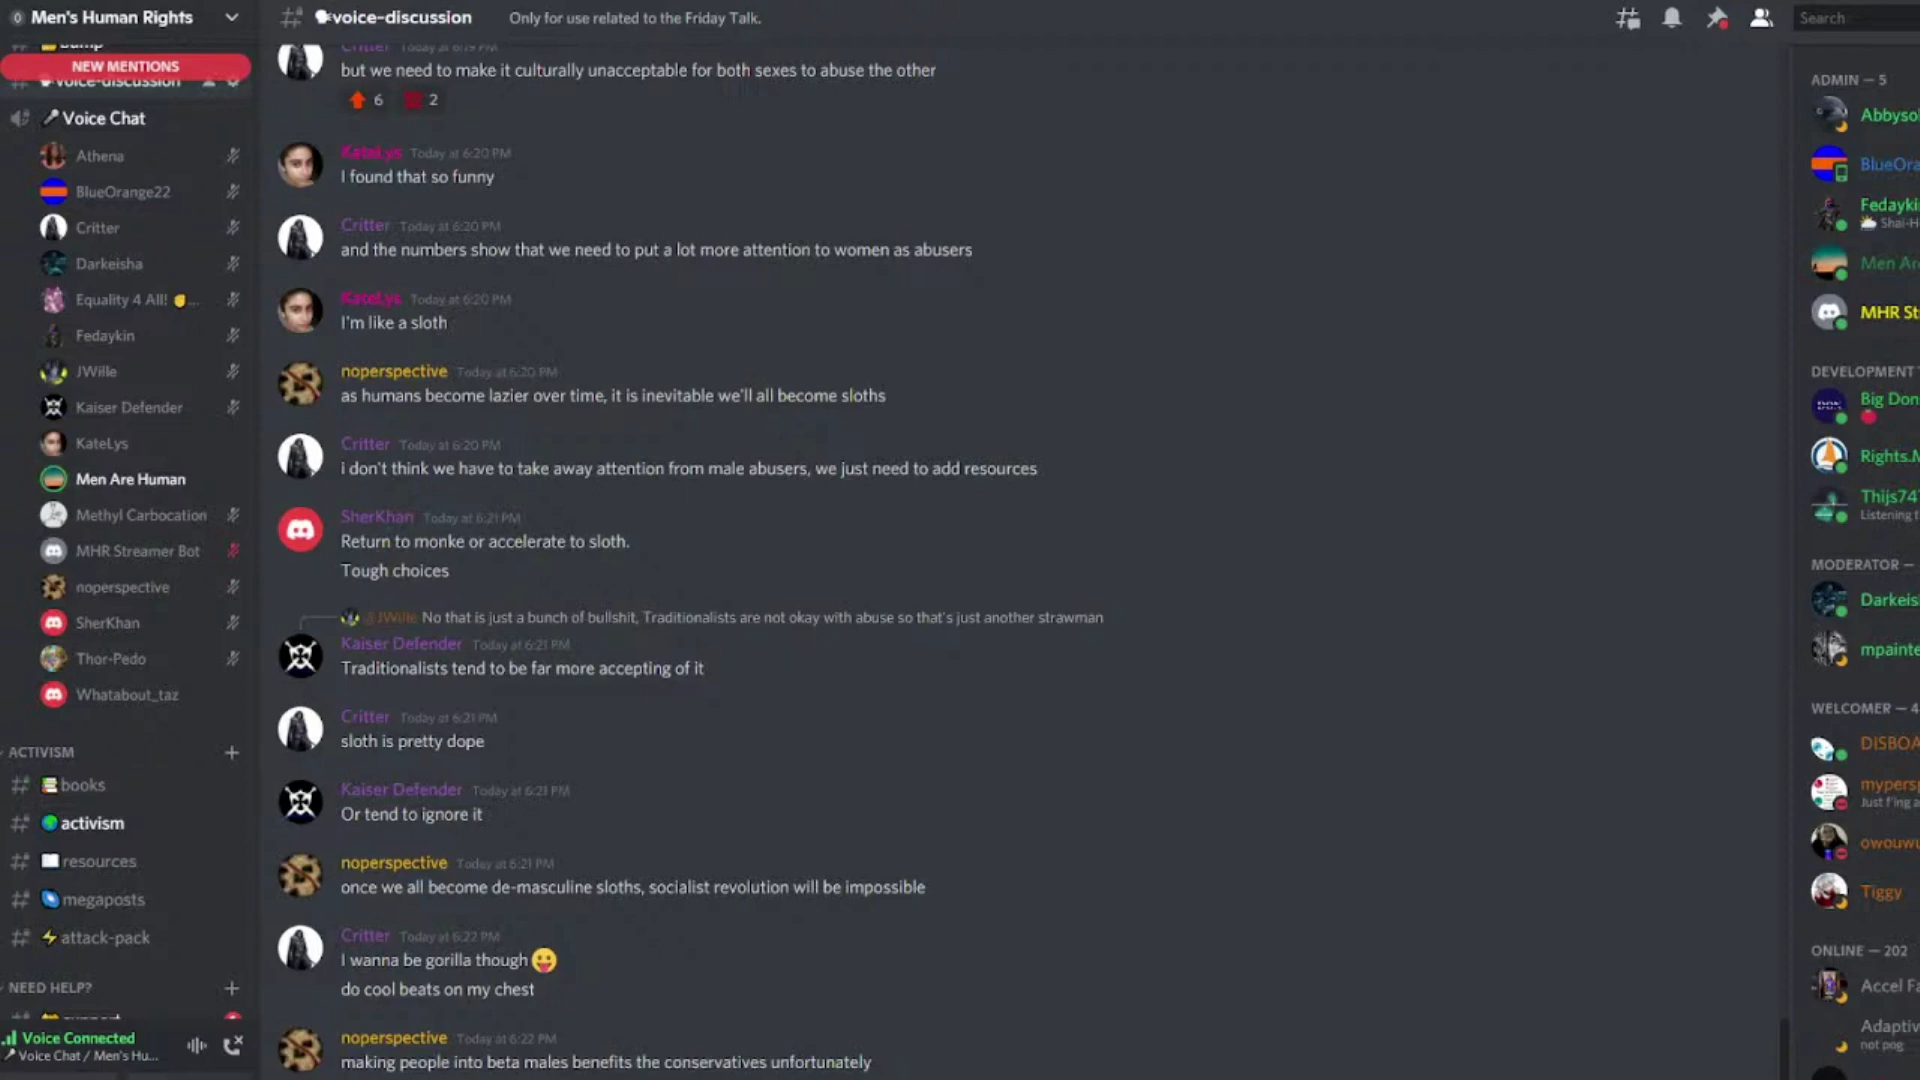 Men's Human Rights
voice-discussion
Only for use related to the Friday Talk.
Search
bump
NEW MENTIONS
voice-discussion
Voice Chat
Athena
BlueOrange22
Critter
Darkeisha
Equality 4 All! ...
Fedaykin
JWille
Kaiser Defender
KateLys
Men Are Human
Methyl Carbocation
MHR Streamer Bot
noperspective
SherKhan
Thor-Pedo
Whatabout_taz
ACTIVISM
books
activism
resources
megaposts
attack-pack
NEED HELP?
support
Voice Connected
Voice Chat / Men's Hu...
Critter Today at 6:19 PM
but we need to make it culturally unacceptable for both sexes to abuse the other
6 2
KateLys Today at 6:20 PM
I found that so funny
Critter Today at 6:20 PM
and the numbers show that we need to put a lot more attention to women as abusers
KateLys Today at 6:20 PM
I'm like a sloth
noperspective Today at 6:20 PM
as humans become lazier over time, it is inevitable we'll all become sloths
Critter Today at 6:20 PM
i don't think we have to take away attention from male abusers, we just need to add resources
SherKhan Today at 6:21 PM
Return to monke or accelerate to sloth.
Tough choices
JWille No that is just a bunch of bullshit, Traditionalists are not okay with abuse so that's just another strawman
Kaiser Defender Today at 6:21 PM
Traditionalists tend to be far more accepting of it
Critter Today at 6:21 PM
sloth is pretty dope
Kaiser Defender Today at 6:21 PM
Or tend to ignore it
noperspective Today at 6:21 PM
once we all become de-masculine sloths, socialist revolution will be impossible
Critter Today at 6:22 PM
I wanna be gorilla though
do cool beats on my chest
noperspective Today at 6:22 PM
making people into beta males benefits the conservatives unfortunately
ADMIN — 5
Abbyso
BlueOra
Fedayki
Shai-H
Men Ar
MHR St
DEVELOPMENT T
Big Don
Rights.M
Thijs74
Listening t
MODERATOR —
Darkeis
mpainte
WELCOMER — 4
DISBOA
mypersp
Just f'ing a
owouwu
Tiggy
ONLINE — 202
Accel Fa
Adaptiv
not pog